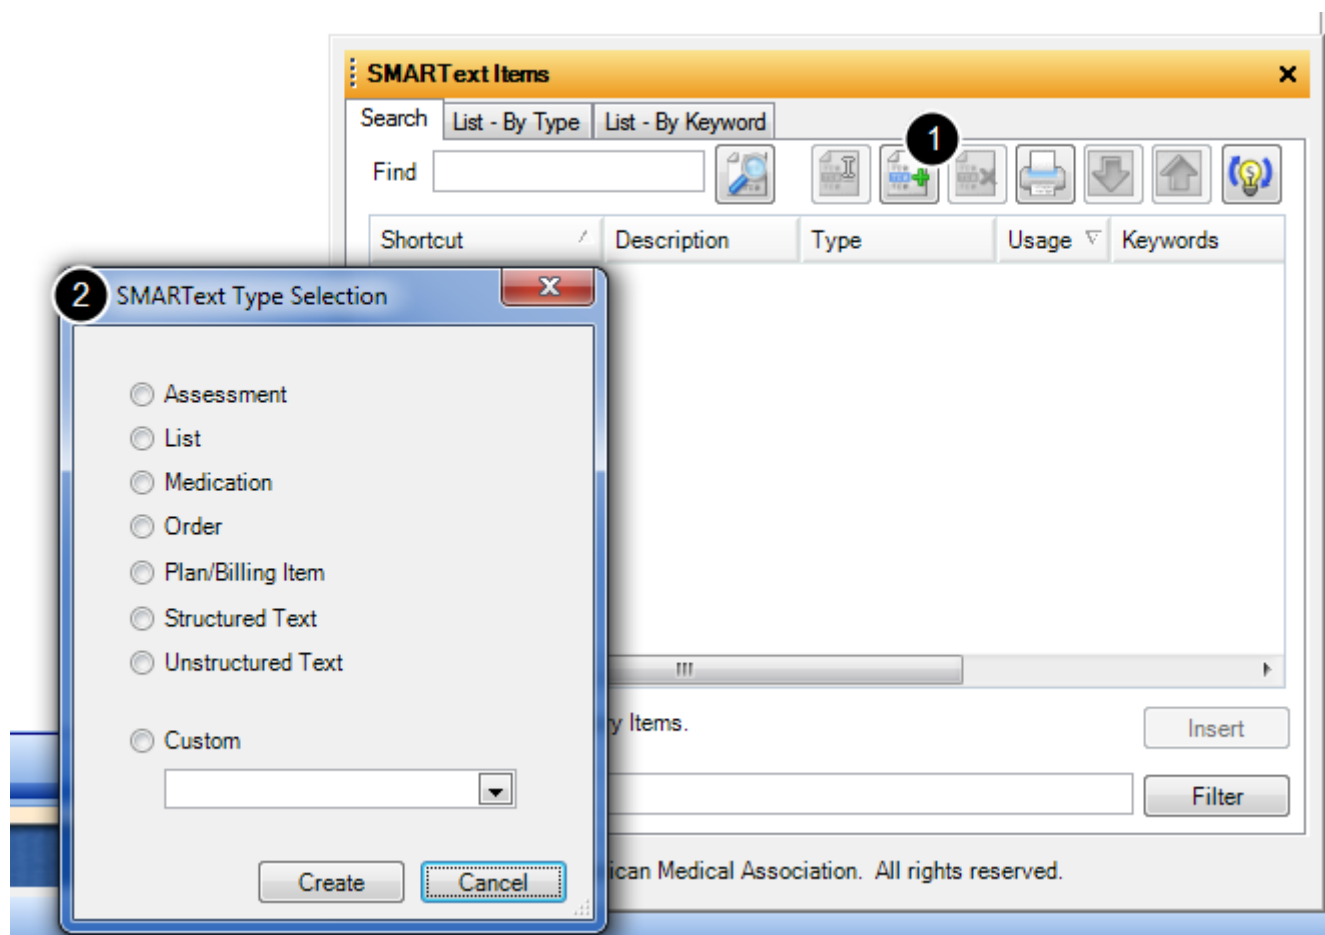 SMARText Items
Search List - By Type List - By Keyword
1
Find
Shortcut Description Type Usage Keywords
2 SMARText Type Selection
Assessment
List
Medication
Order
Plan/Billing Item
Structured Text
Unstructured Text
Custom
Create Cancel
y Items.
Insert
Filter
ican Medical Association. All rights reserved.